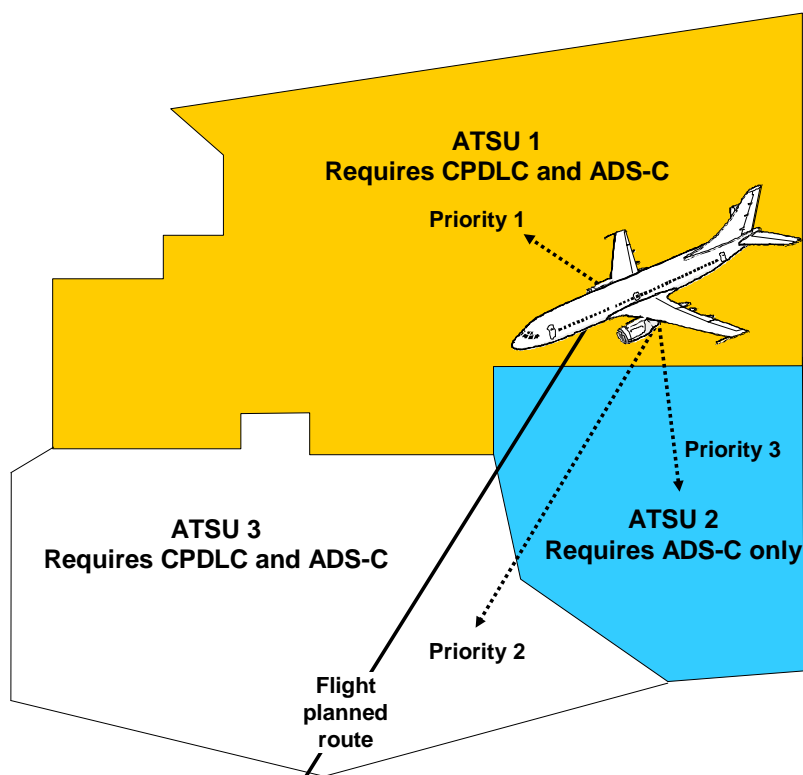 ATSU 1
Requires CPDLC and ADS-C
Priority 1
Priority 3
ATSU 2
Requires ADS-C only
ATSU 3
Requires CPDLC and ADS-C
Priority 2
Flight
planned
route